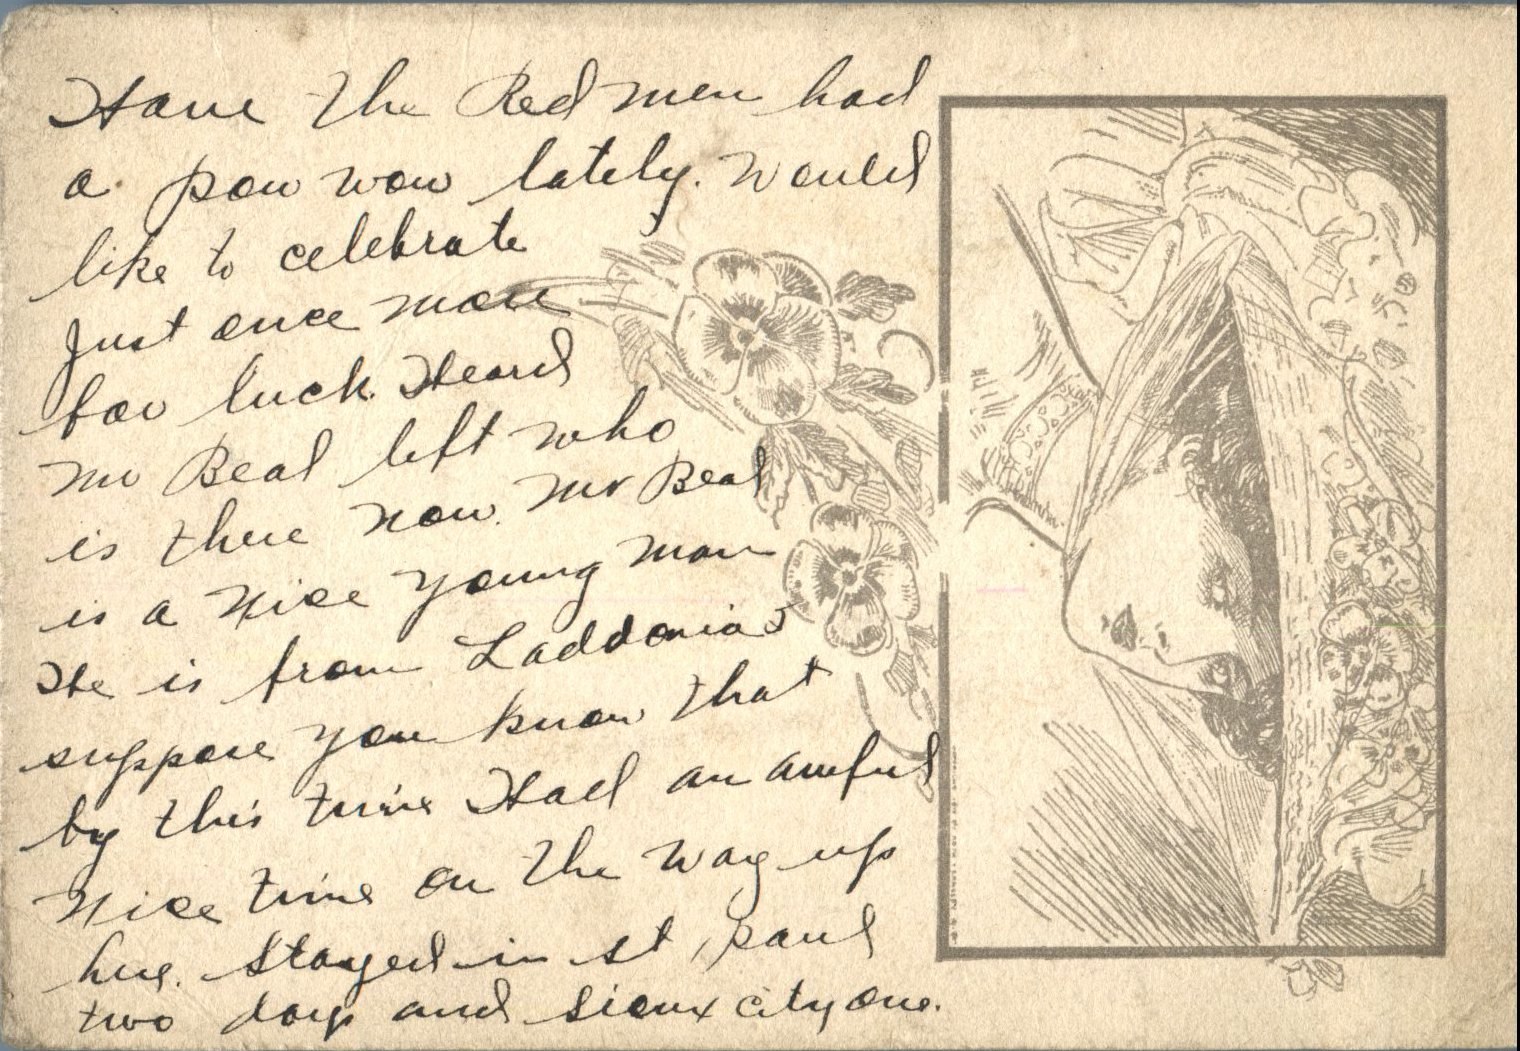 Have the Red men had
a pow wow lately. Would
like to celebrate
just once more
for luck. Heard
Mr Beal left who
is there now. Mr Beal
is a nice young man
He is from Laddonia
suppose you know that
by this time Had an awful
nice time on the way up
here. Stayed in St, Paul
two days and Sioux city one.